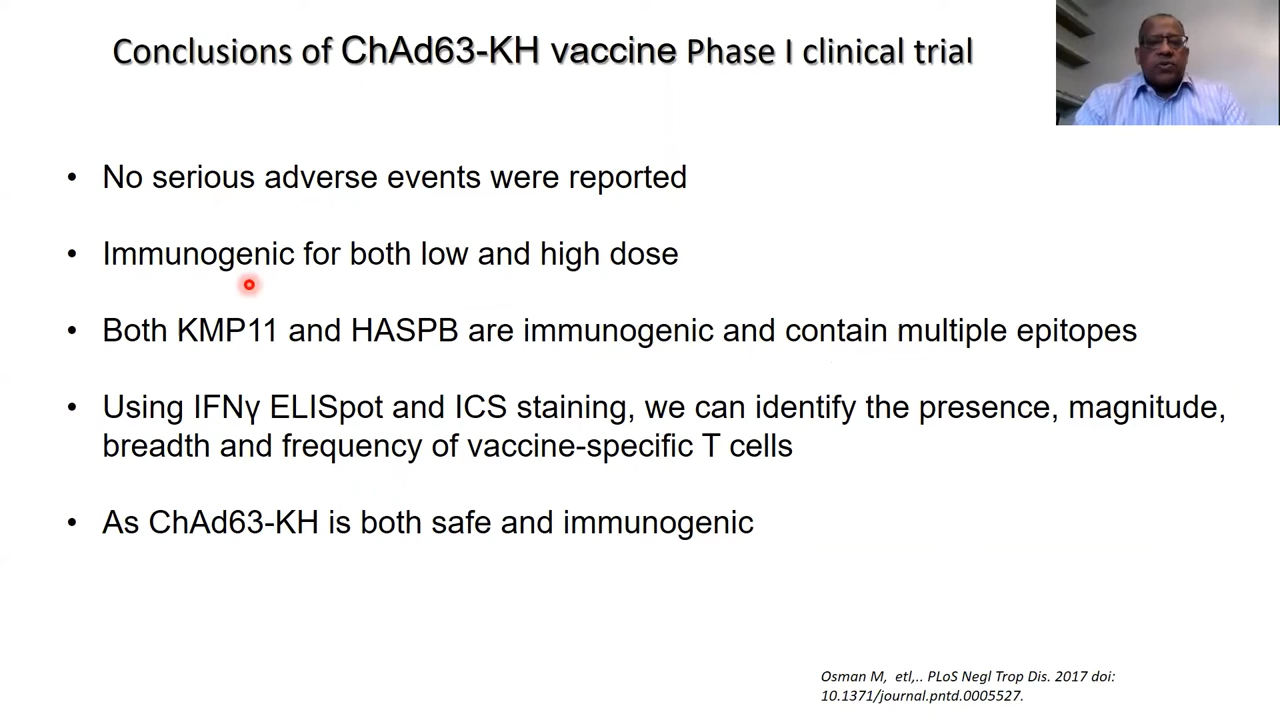 Conclusions of ChAd63-KH vaccine Phase I clinical trial
• No serious adverse events were reported
• Immunogenic for both low and high dose
• Both KMP11 and HASPB are immunogenic and contain multiple epitopes
• Using IFNγ ELISpot and ICS staining, we can identify the presence, magnitude,
breadth and frequency of vaccine-specific T cells
• As ChAd63-KH is both safe and immunogenic
Osman M, etl,.. PLoS Negl Trop Dis. 2017 doi:
10.1371/journal.pntd.0005527.